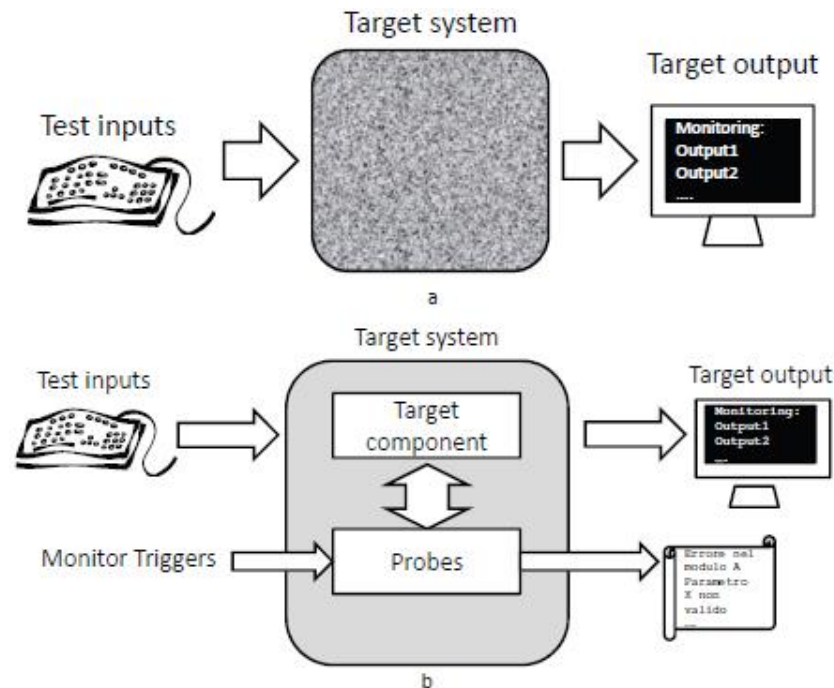 Target system
Target output
Test inputs
Monitoring:
Output1
Output2
....
a
Target system
Test inputs
Target output
Target
component
Monitoring:
Output1
Output2
....
Monitor Triggers
Probes
Errore nel
modulo A
Parametro
X non
valido
...
b